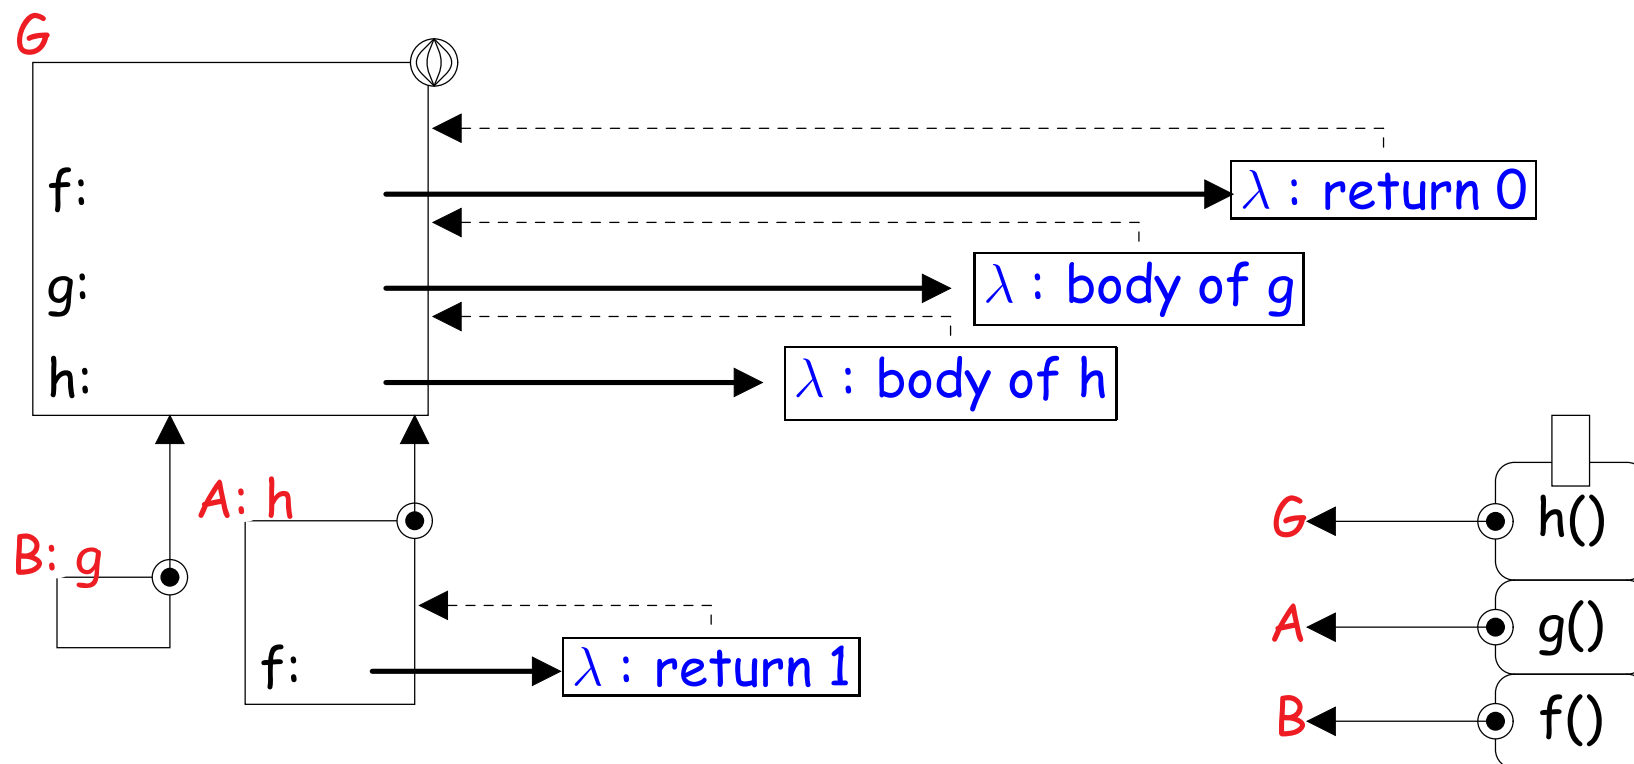 G
f:
λ : return 0
g:
λ : body of g
h:
λ : body of h
A: h
B: g
f:
λ : return 1
G
h()
A
g()
B
f()